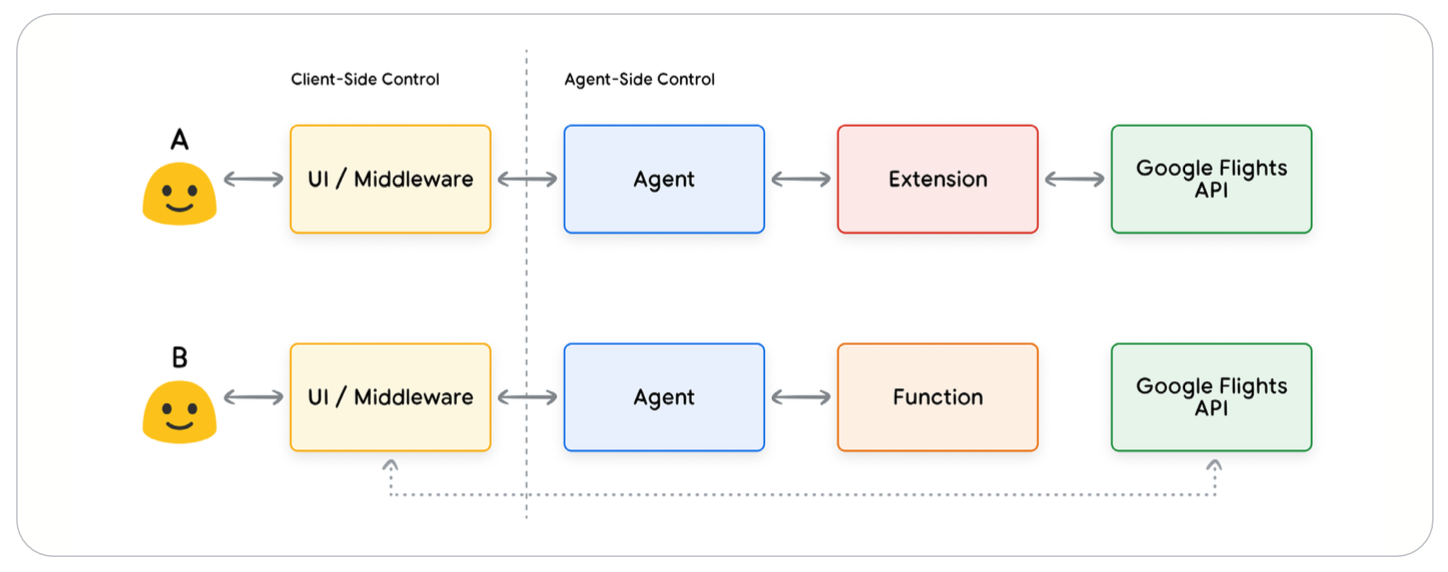 Client-Side Control
Agent-Side Control
A
UI / Middleware
Agent
Extension
Google Flights
API
B
UI / Middleware
Agent
Function
Google Flights
API